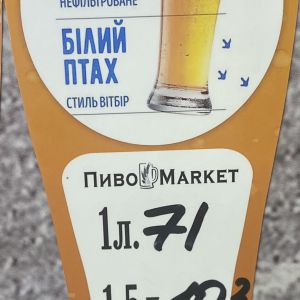 НЕФІЛЬТРОВАНЕ
БІЛИЙ
ПТАХ
СТИЛЬ ВІТБІР
ПИВО MARKET
1л. 71